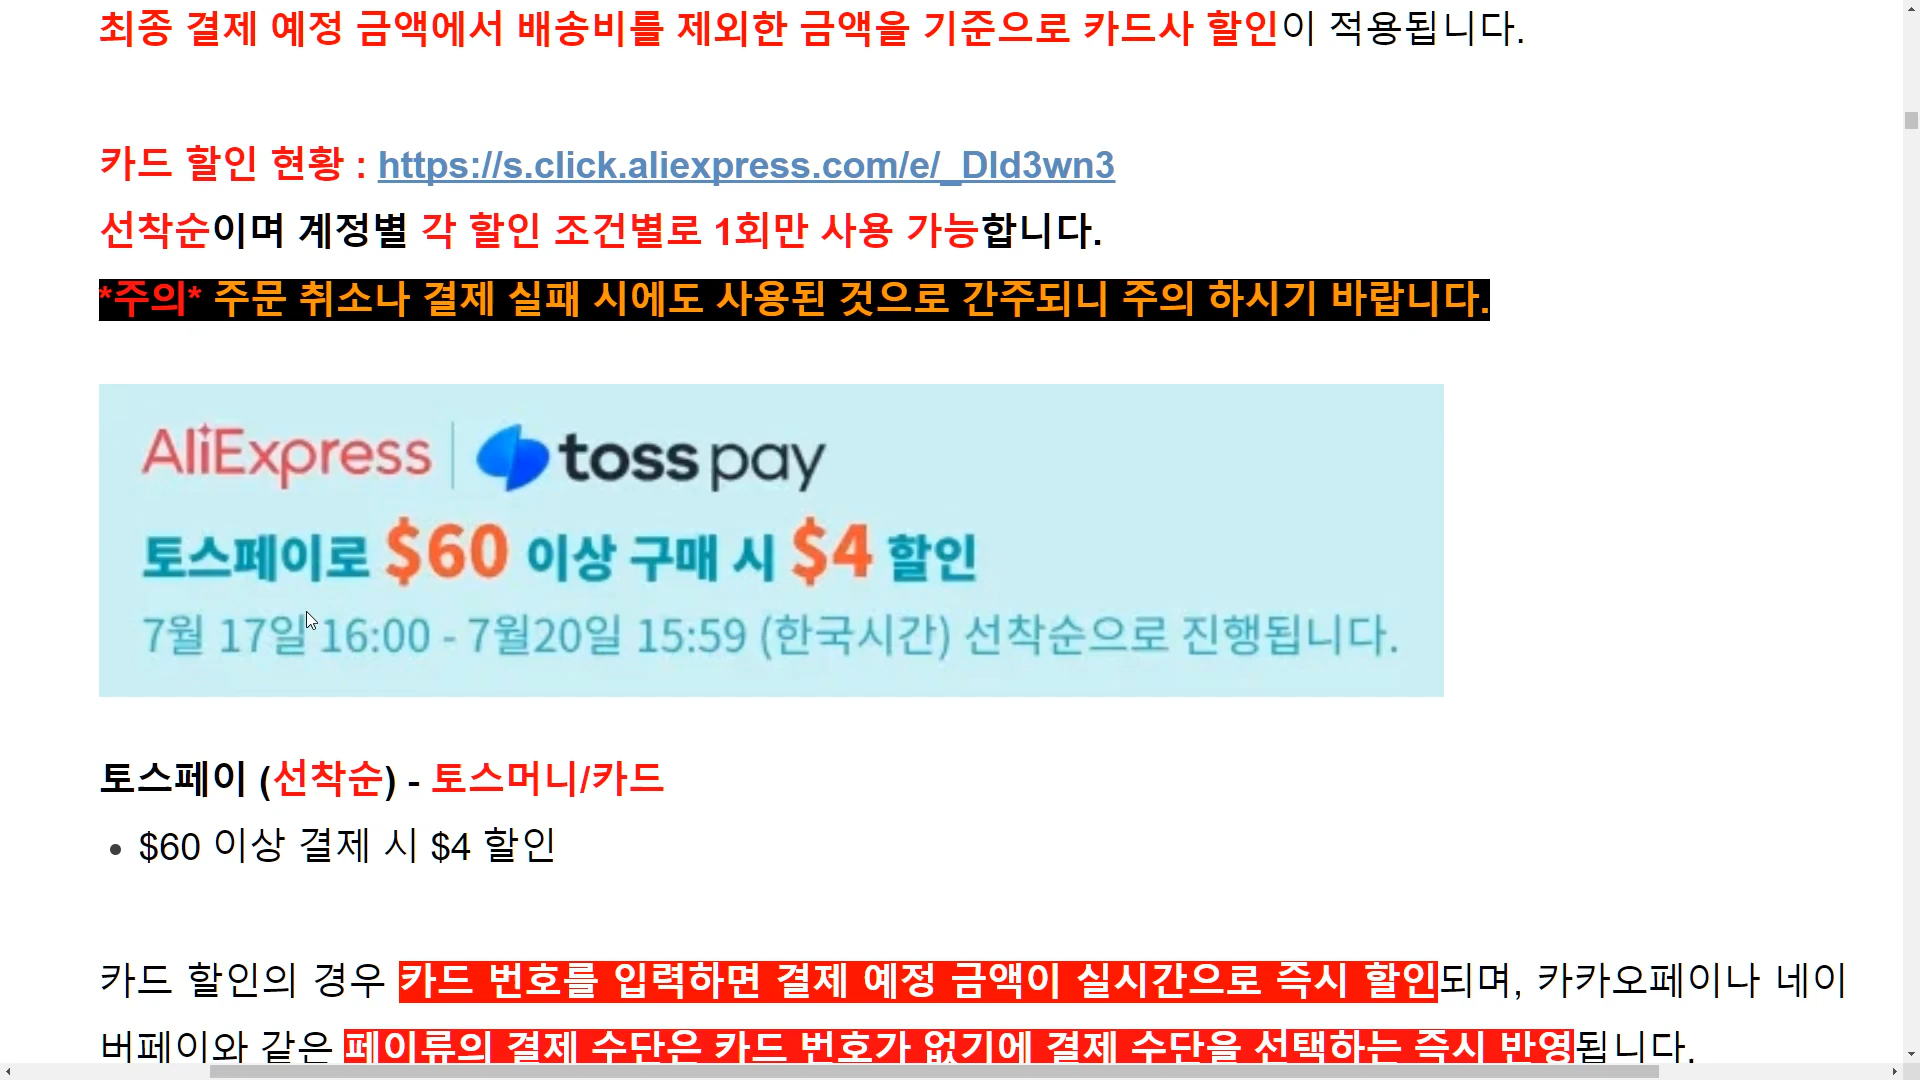 최종 결제 예정 금액에서 배송비를 제외한 금액을 기준으로 카드사 할인이 적용됩니다.
카드 할인 현황 : https://s.click.aliexpress.com/e/_Dld3wn3
선착순이며 계정별 각 할인 조건별로 1회만 사용 가능합니다.
*주의* 주문 취소나 결제 실패 시에도 사용된 것으로 간주되니 주의 하시기 바랍니다.
AliExpress | toss pay
토스페이로 $60 이상 구매 시 $4 할인
7월 17일 16:00 - 7월20일 15:59 (한국시간) 선착순으로 진행됩니다.
토스페이 (선착순) - 토스머니/카드
• $60 이상 결제 시 $4 할인
카드 할인의 경우 카드 번호를 입력하면 결제 예정 금액이 실시간으로 즉시 할인되며, 카카오페이나 네이
버페이와 같은 페이류의 결제 수단은 카드 번호가 없기에 결제 수단을 선택하는 즉시 반영됩니다.